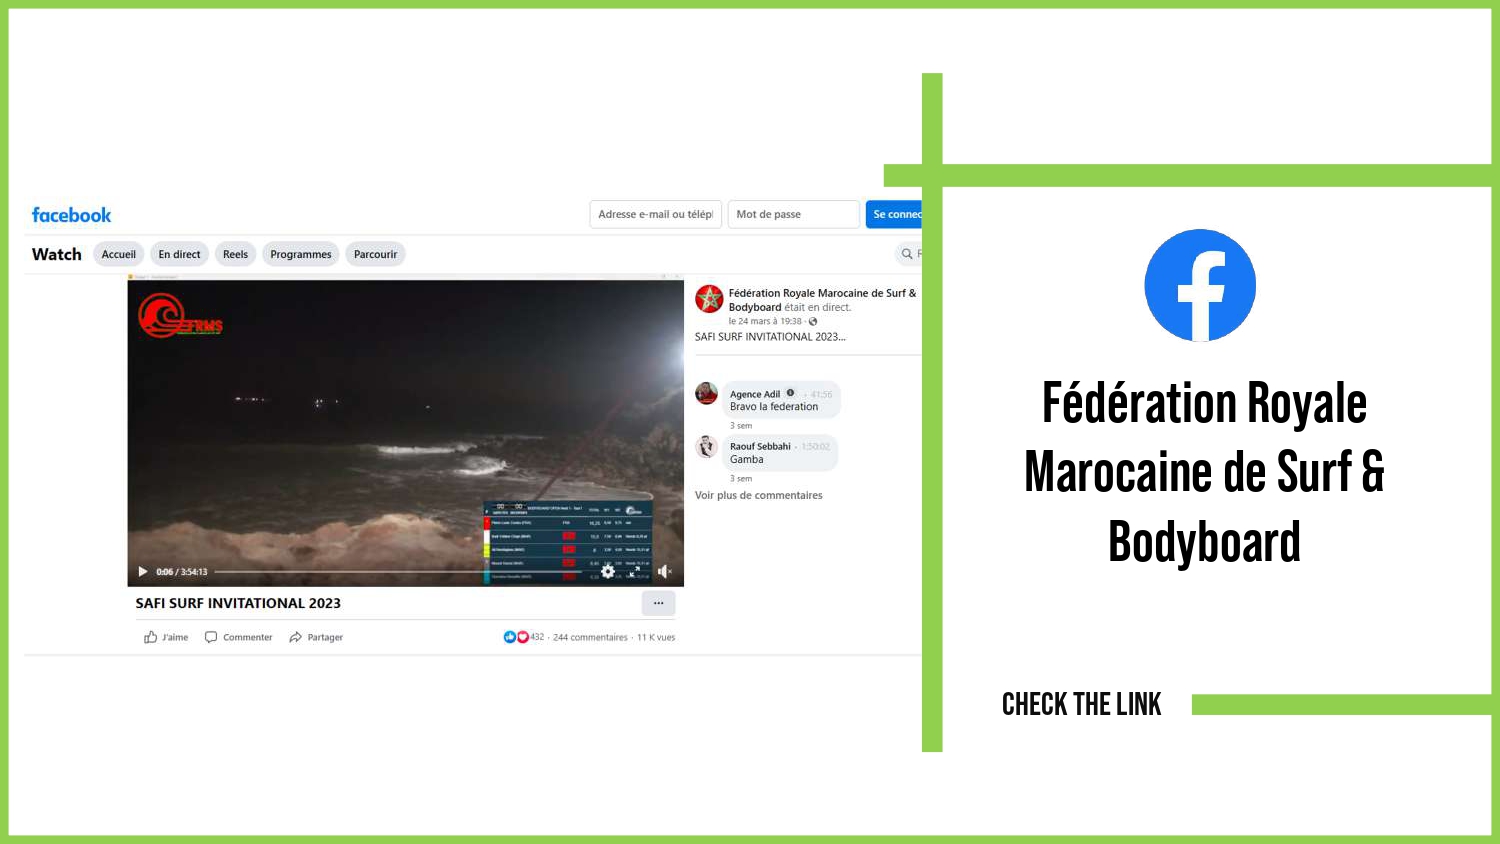 facebook
Adresse e-mail ou télép
Mot de passe
Se connec
Watch
Accueil
En direct
Reels
Programmes
Parcourir
FRMS
Fédération Royale Marocaine de Surf &
Bodyboard était en direct.
le 24 mars à 19:38 ·
SAFI SURF INVITATIONAL 2023...
Agence Adil · 41:56
Bravo la federation
3 sem
Raouf Sebbahi · 1:50:02
Gamba
3 sem
Voir plus de commentaires
0:06 / 3:54:13
SAFI SURF INVITATIONAL 2023
...
J'aime
Commenter
Partager
432 · 244 commentaires · 11 K vues
Fédération Royale
Marocaine de Surf &
Bodyboard
CHECK THE LINK